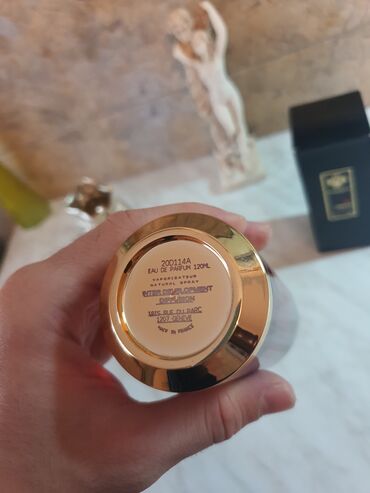 20D114A
EAU DE PARFUM 120ML
VAPORISATEUR
NATURAL SPRAY
INTER DEVELOPMENT
DIFFUSION
RUE DU PARC
1207 GENEVE
MADE IN FRANCE